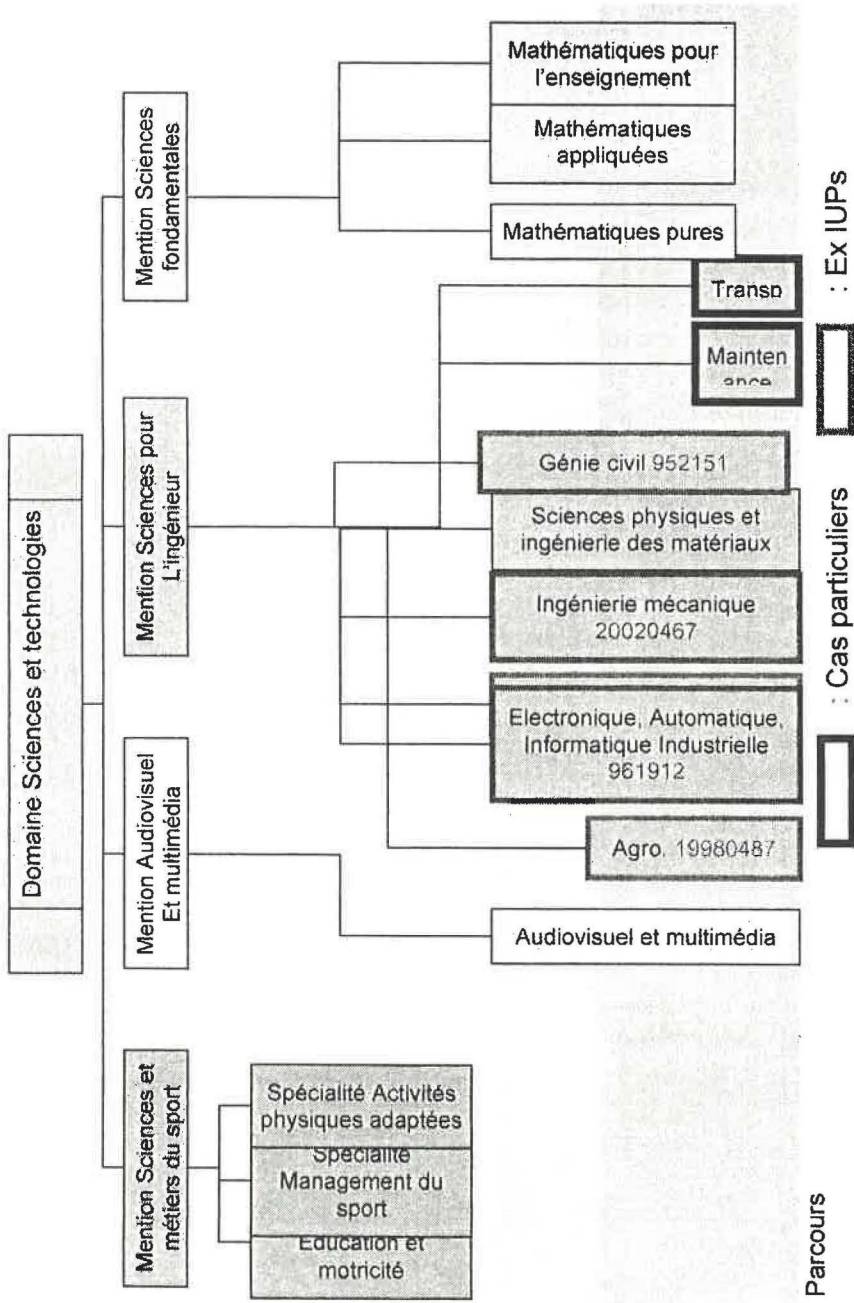 Domaine Sciences et technologies
Mention Sciences et
métiers du sport
Mention Audiovisuel
Et multimédia
Mention Sciences pour
L'ingénieur
Mention Sciences
fondamentales
Education et
motricité
Spécialité
Management du
sport
Spécialité Activités
physiques adaptées
Audiovisuel et multimédia
Agro. 19980487
Electronique, Automatique,
Informatique Industrielle
961912
Ingénierie mécanique
20020467
Sciences physiques et
ingénierie des matériaux
Génie civil 952151
Mainten
ance
Transp
Mathématiques pures
Mathématiques
appliquées
Mathématiques pour
l'enseignement
Parcours
: Cas particuliers
: Ex IUPs